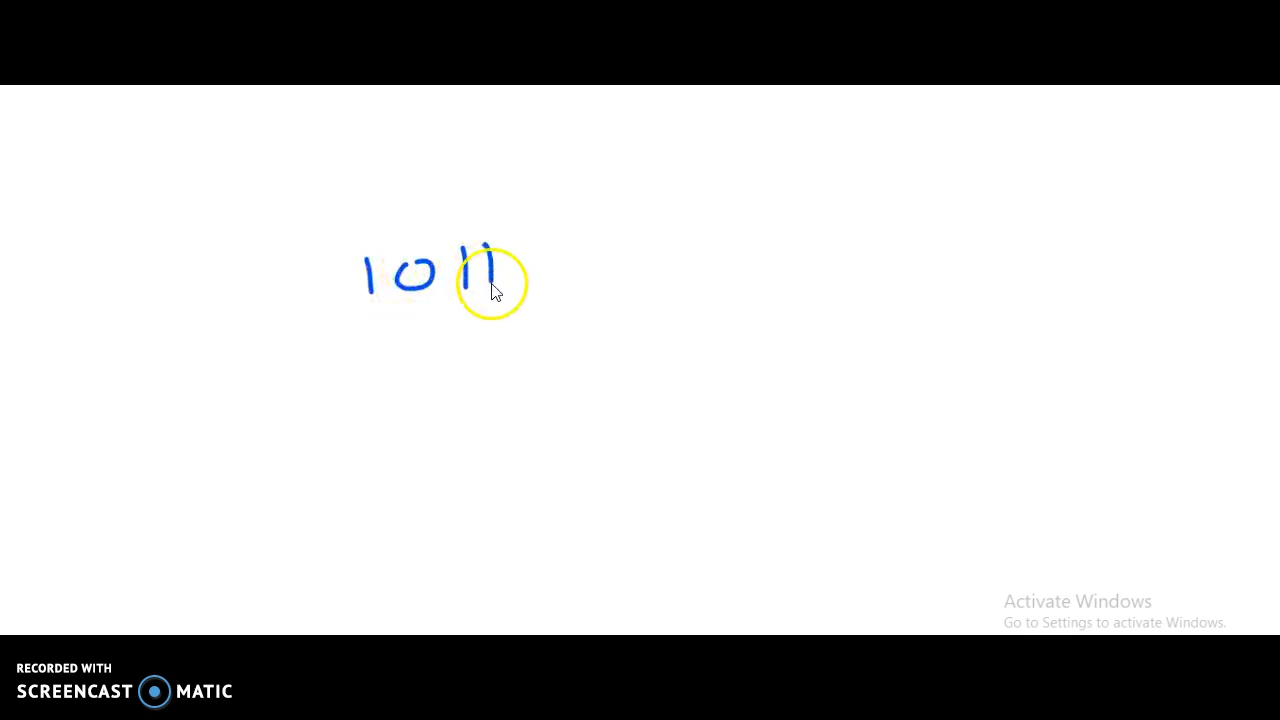 1011
Activate Windows
Go to Settings to activate Windows.
RECORDED WITH
SCREENCAST MATIC